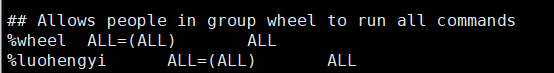 ## Allows people in group wheel to run all commands
%wheel  ALL=(ALL)       ALL
%luohengyi      ALL=(ALL)       ALL